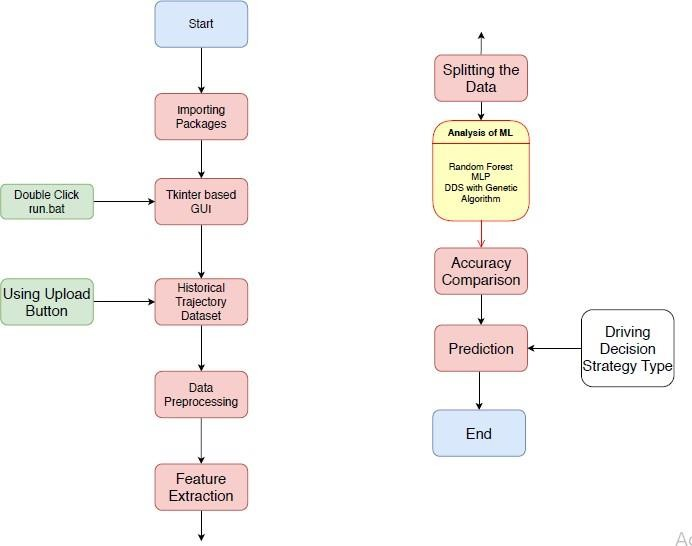 Start
Importing
Packages
Double Click
run.bat
Tkinter based
GUI
Using Upload
Button
Historical
Trajectory
Dataset
Data
Preprocessing
Feature
Extraction
Splitting the
Data
Analysis of ML
Random Forest
MLP
DDS with Genetic
Algorithm
Accuracy
Comparison
Prediction
Driving
Decision
Strategy Type
End